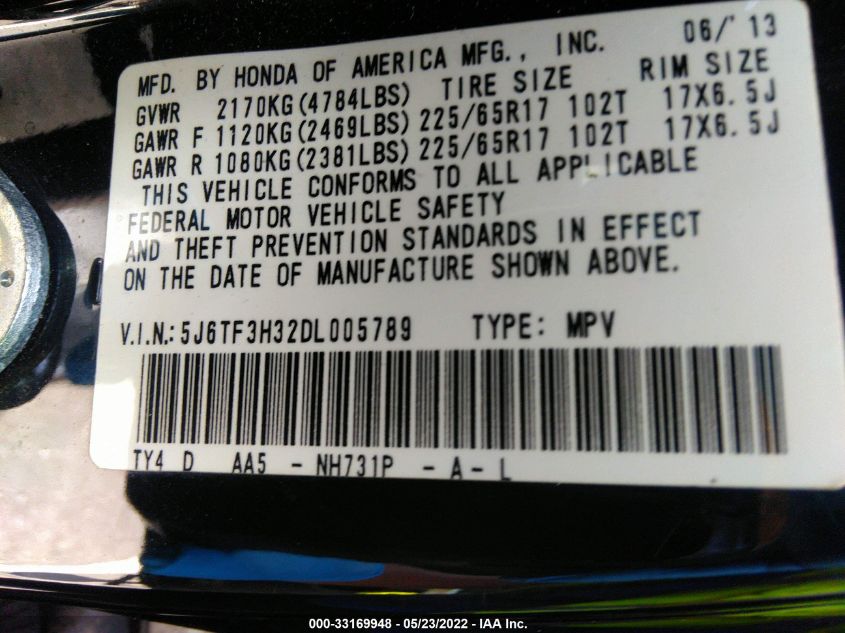 MFD. BY HONDA OF AMERICA MFG., INC. 06/'13
GVWR 2170KG(4784LBS) TIRE SIZE RIM SIZE
GAWR F 1120KG(2469LBS) 225/65R17 102T 17X6.5J
GAWR R 1080KG(2381LBS) 225/65R17 102T 17X6.5J
THIS VEHICLE CONFORMS TO ALL APPLICABLE
FEDERAL MOTOR VEHICLE SAFETY
AND THEFT PREVENTION STANDARDS IN EFFECT
ON THE DATE OF MANUFACTURE SHOWN ABOVE.
V.I.N.: 5J6TF3H32DL005789 TYPE: MPV
TY4 D AA5 - NH731P - A - L
000-33169948 - 05/23/2022 - IAA Inc.